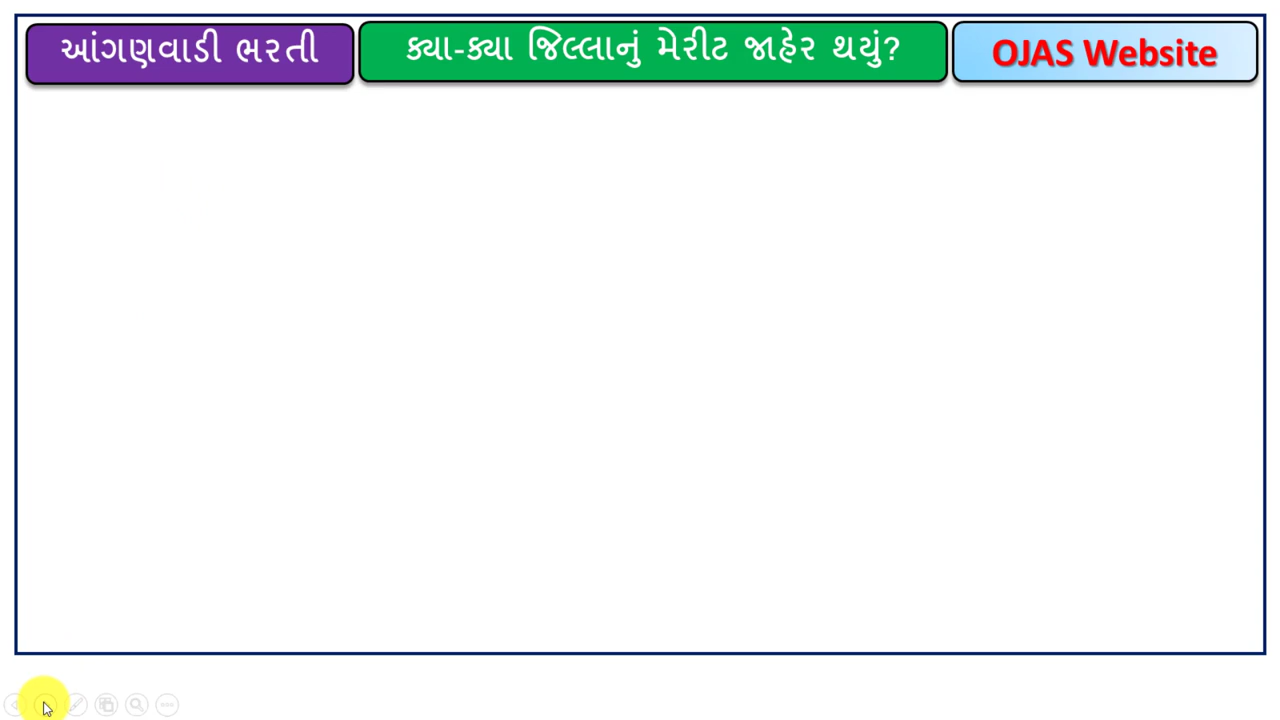 આંગણવાડી ભરતી
ક્યા-ક્યા જિલ્લાનું મેરીટ જાહેર થયું?
OJAS Website